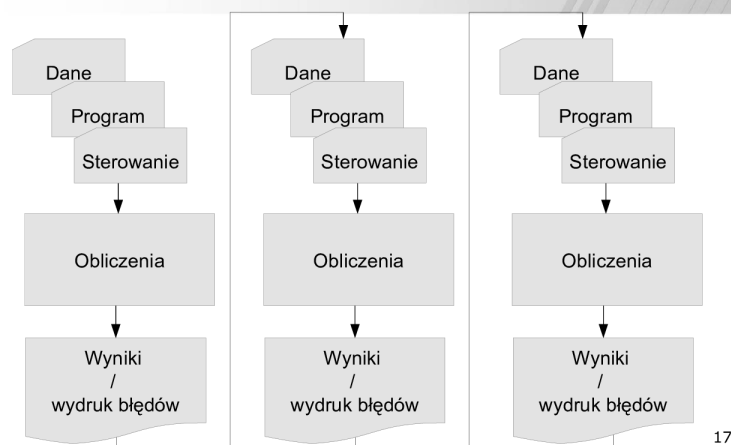 Dane
Program
Sterowanie
Obliczenia
Wyniki
/
wydruk błędów
Dane
Program
Sterowanie
Obliczenia
Wyniki
/
wydruk błędów
Dane
Program
Sterowanie
Obliczenia
Wyniki
/
wydruk błędów
17